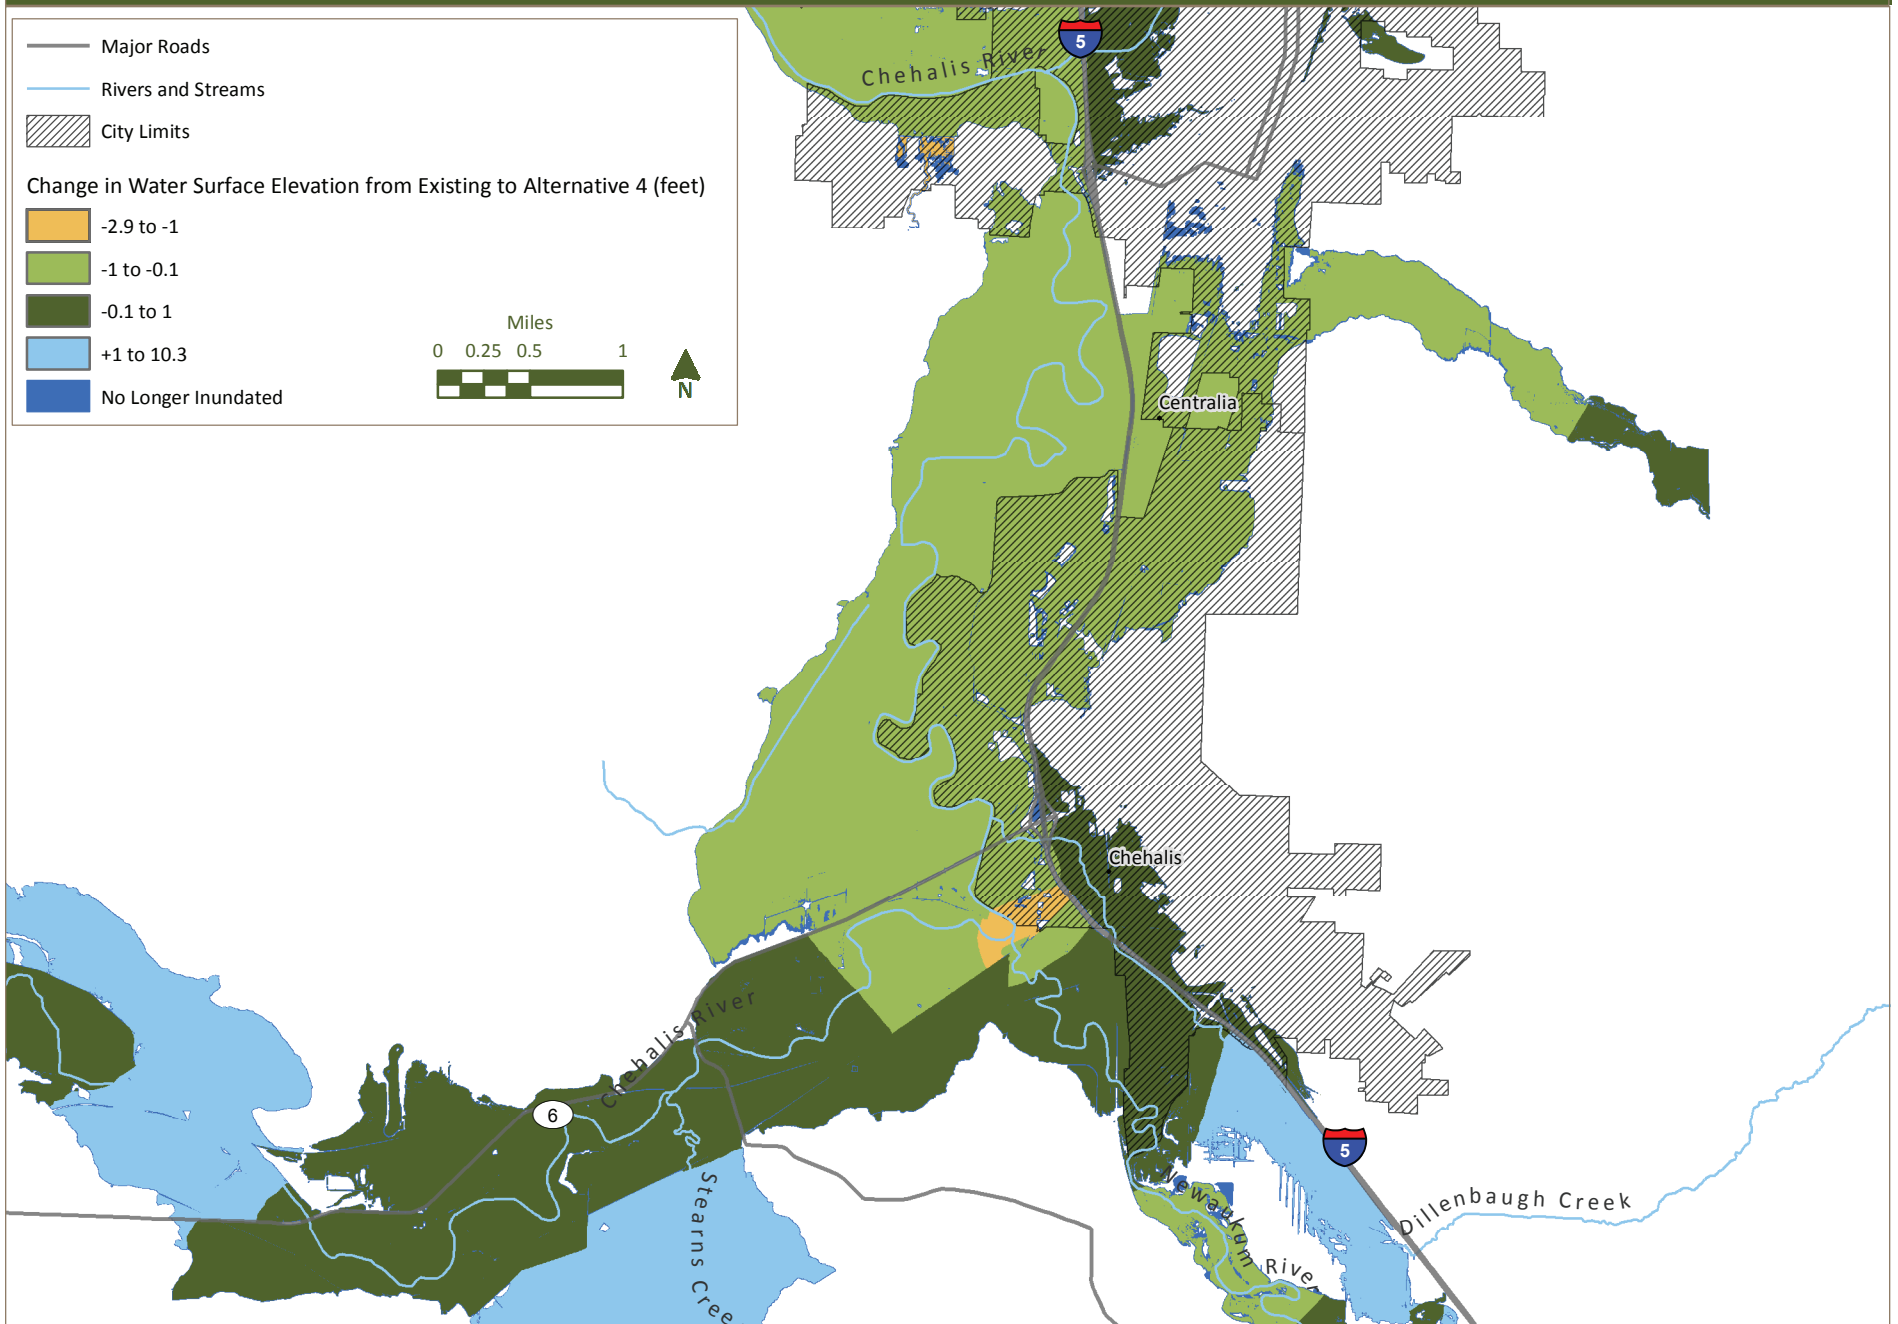 Major Roads
Rivers and Streams
City Limits
Change in Water Surface Elevation from Existing to Alternative 4 (feet)
-2.9 to -1
-1 to -0.1
-0.1 to 1
+1 to 10.3
No Longer Inundated
Miles
0 0.25 0.5 1
N
5
Chehalis River
Centralia
Chehalis
Chehalis River
6
5
Newaukum River
Dillenbaugh Creek
Stearns Cree